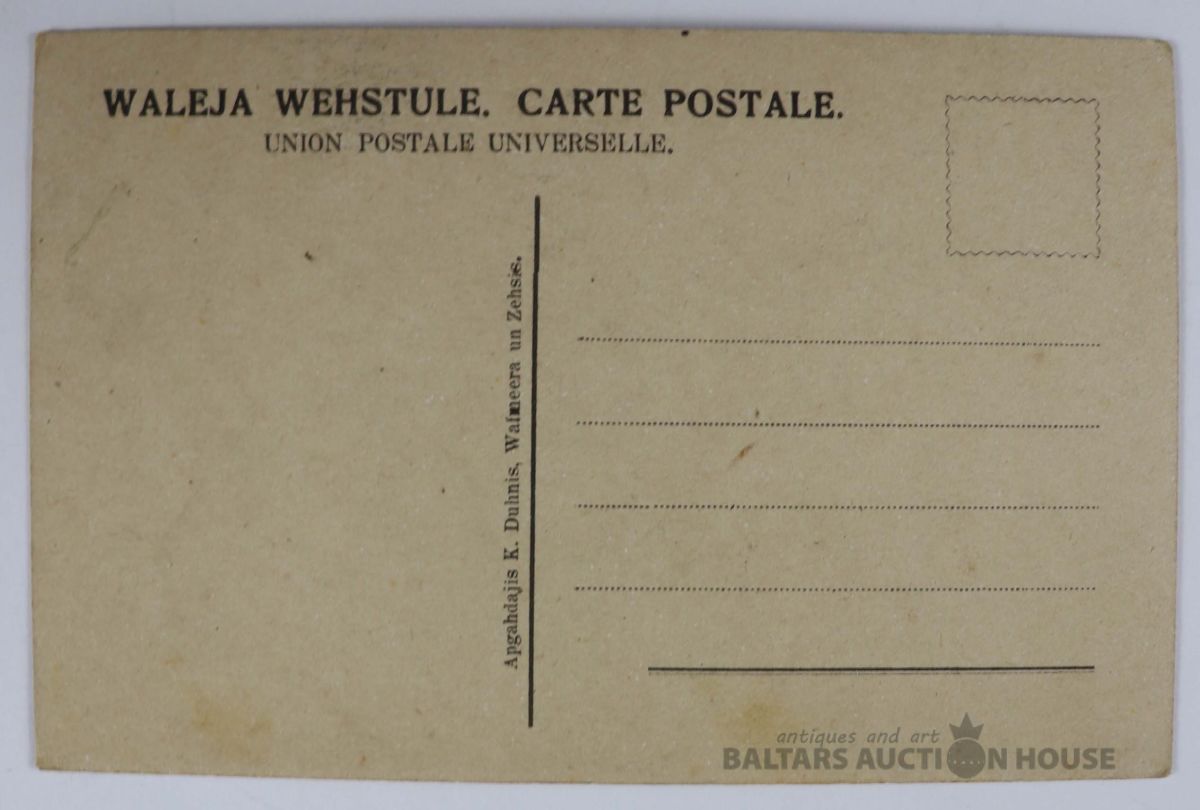 WALEJA WEHSTULE. CARTE POSTALE.
UNION POSTALE UNIVERSELLE.
Apgahdajis K. Duhnis, Walmeera un Zehsis.
antiques and art
BALTARS AUCTION HOUSE